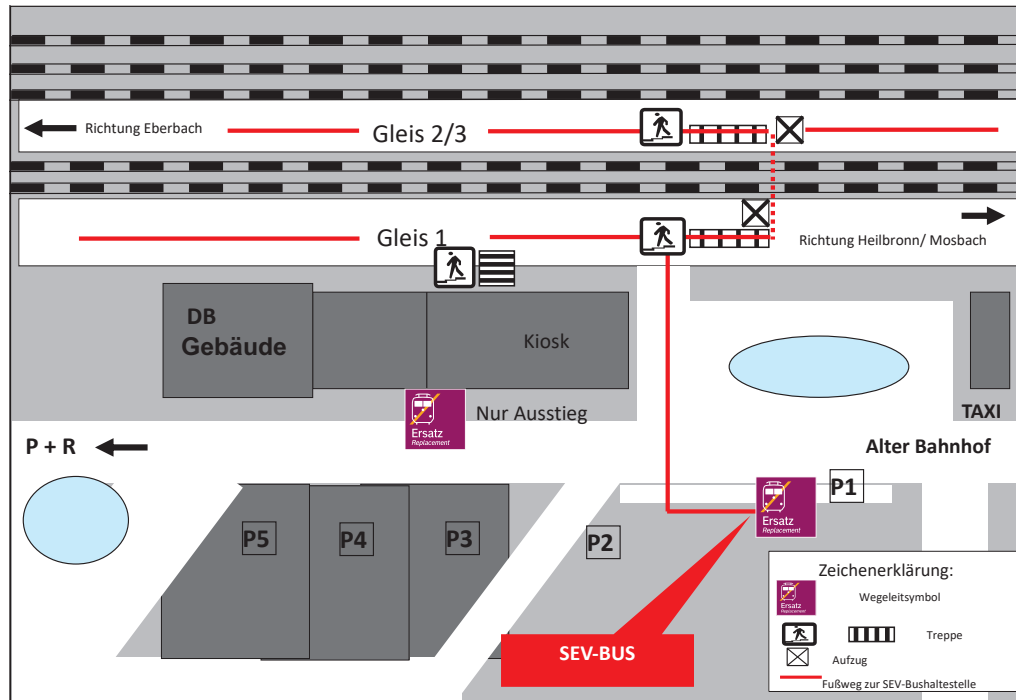 Richtung Eberbach
Gleis 2/3
Gleis 1
Richtung Heilbronn/ Mosbach
DB
Gebäude
Kiosk
Ersatz
Replacement
Nur Ausstieg
TAXI
P + R
Alter Bahnhof
P1
Ersatz
Replacement
P5
P4
P3
P2
SEV-BUS
Zeichenerklärung:
Ersatz
Replacement
Wegeleitsymbol
Treppe
Aufzug
Fußweg zur SEV-Bushaltestelle